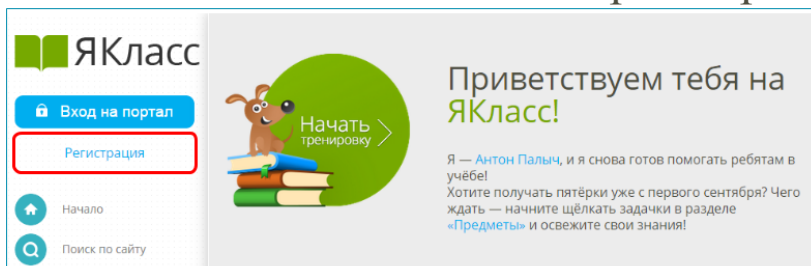 ЯКласс
Вход на портал
Регистрация
Начало
Поиск по сайту
Начать
тренировку
Приветствуем тебя на
ЯКласс!
Я — Антон Палыч, и я снова готов помогать ребятам в
учёбе!
Хотите получать пятёрки уже с первого сентября? Чего
ждать — начните щёлкать задачки в разделе
«Предметы» и освежите свои знания!